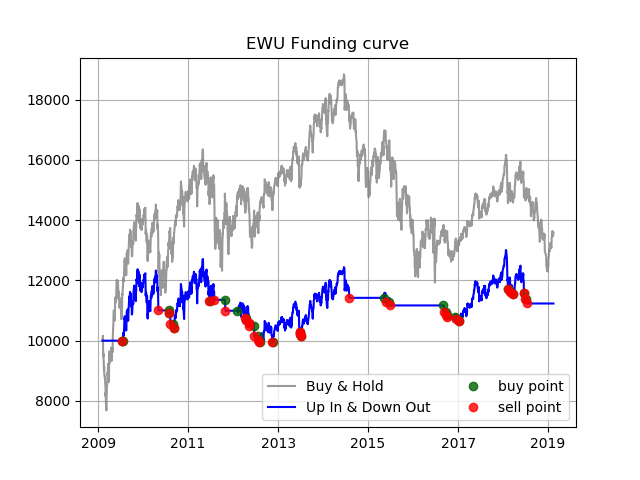 EWU Funding curve
18000
16000
14000
12000
10000
8000
Buy & Hold
Up In & Down Out
buy point
sell point
2009
2011
2013
2015
2017
2019